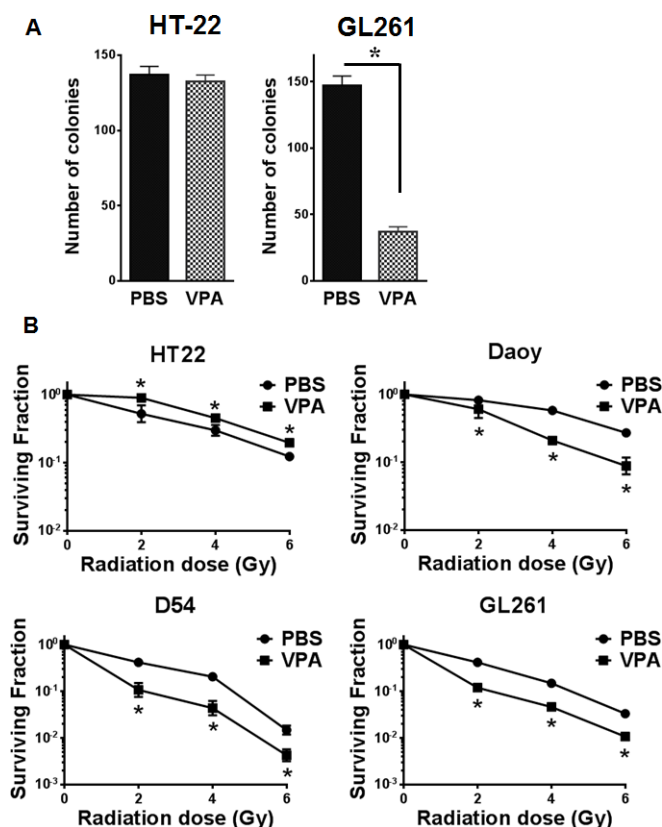 A
HT-22
GL261
Number of colonies
150
100
50
0
PBS
VPA
Number of colonies
150
100
50
0
*
PBS
VPA
B
HT22
Surviving Fraction
10⁰
10⁻¹
10⁻²
*
*
*
PBS
VPA
0 2 4 6
Radiation dose (Gy)
Daoy
Surviving Fraction
10⁰
10⁻¹
10⁻²
*
*
*
PBS
VPA
0 2 4 6
Radiation dose (Gy)
D54
Surviving Fraction
10⁰
10⁻¹
10⁻²
10⁻³
*
*
*
PBS
VPA
0 2 4 6
Radiation dose (Gy)
GL261
Surviving Fraction
10⁰
10⁻¹
10⁻²
10⁻³
*
*
*
PBS
VPA
0 2 4 6
Radiation dose (Gy)